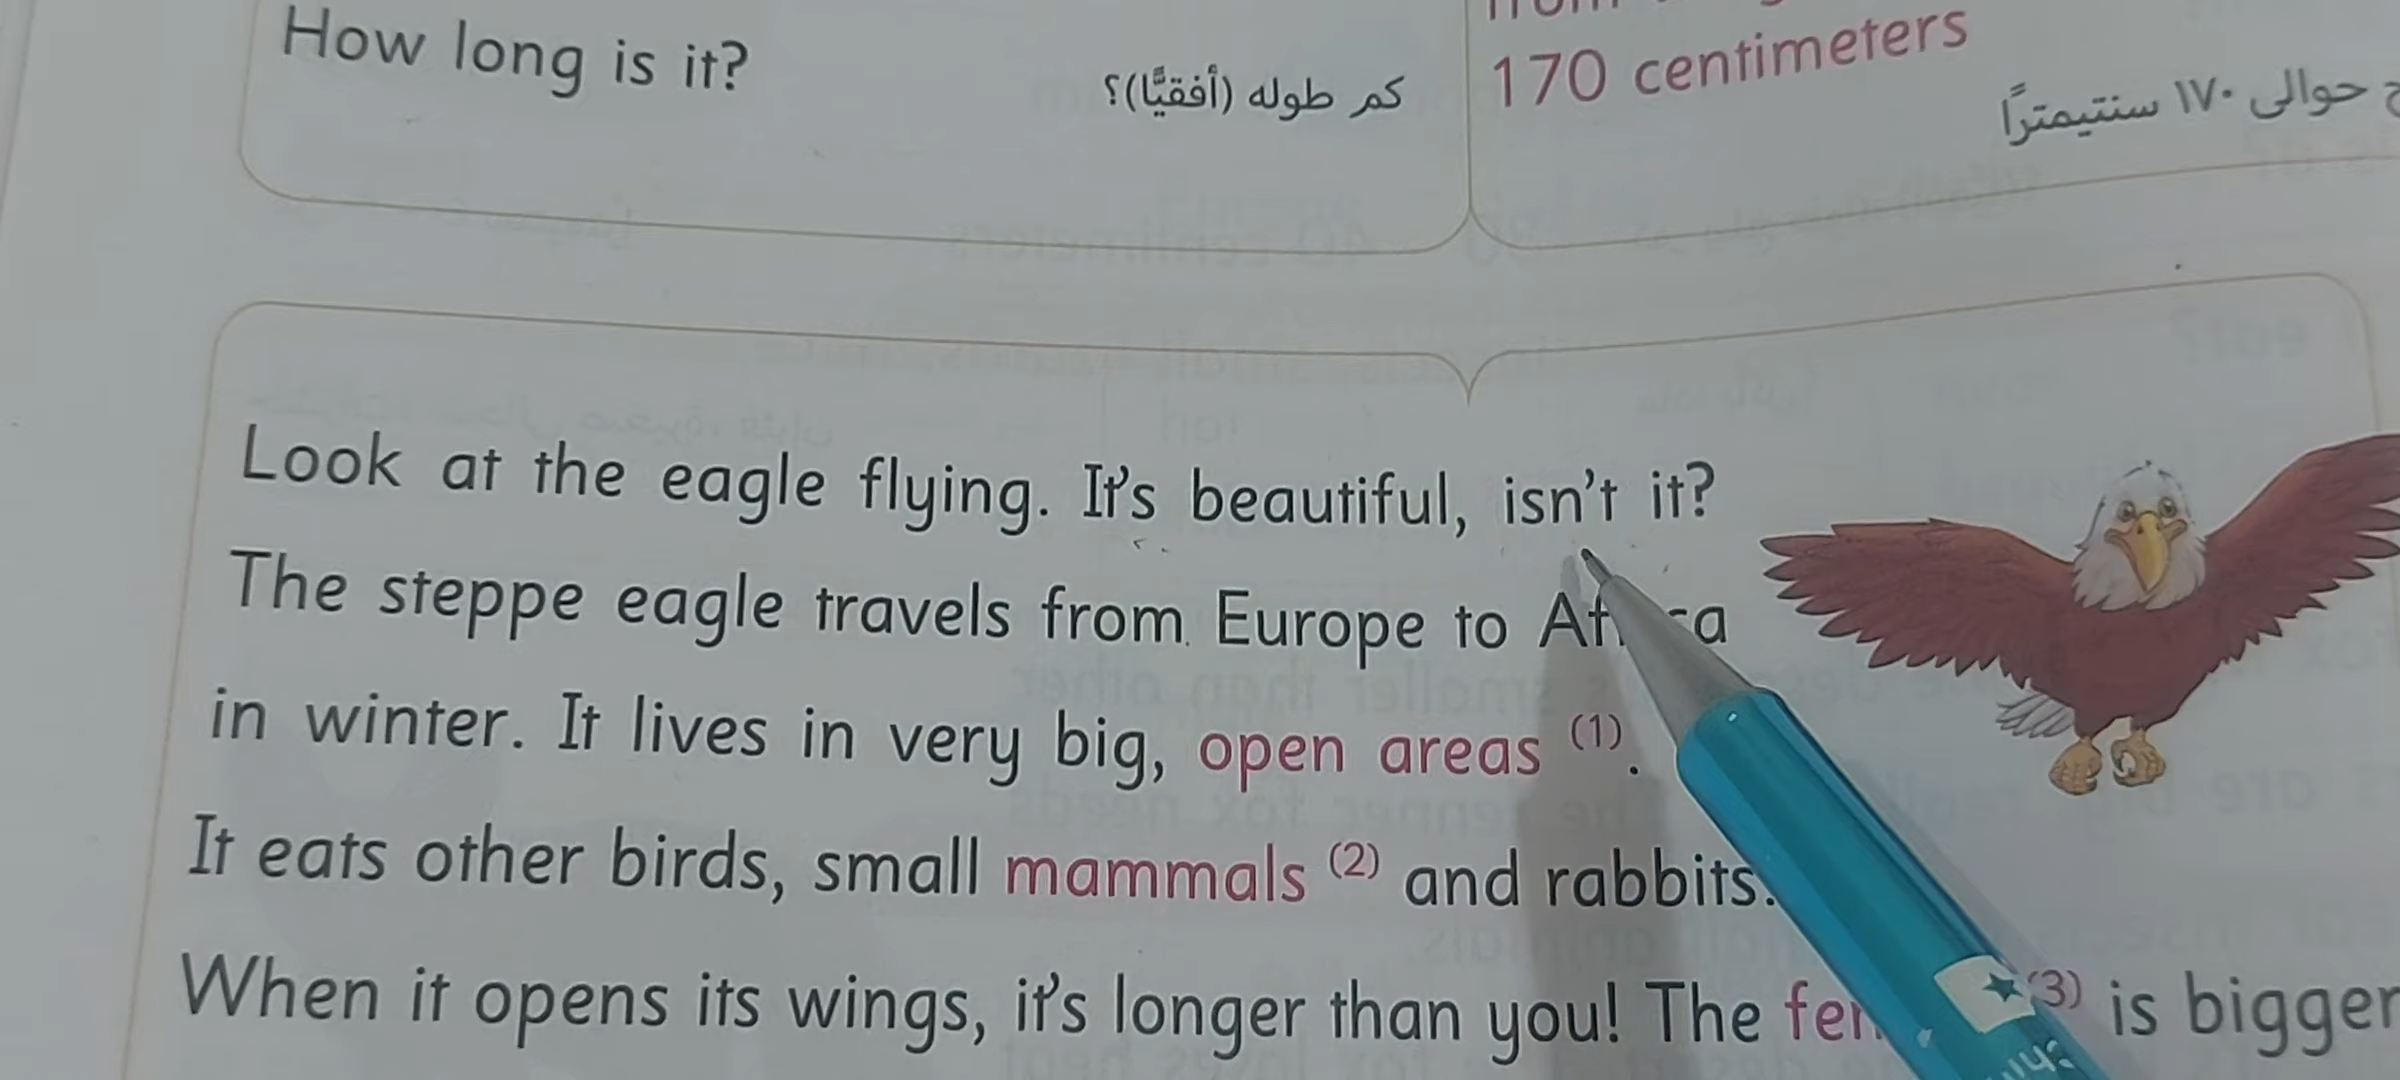 How long is it?
كم طوله (أفقيًّا)؟
170 centimeters
حوالى ١٧٠ سنتيمترًا
Look at the eagle flying. It's beautiful, isn't it?
The steppe eagle travels from Europe to
in winter. It lives in very big, open areas (1).
It eats other birds, small mammals (2) and rabbits.
When it opens its wings, it's longer than you! The (3) is bigger